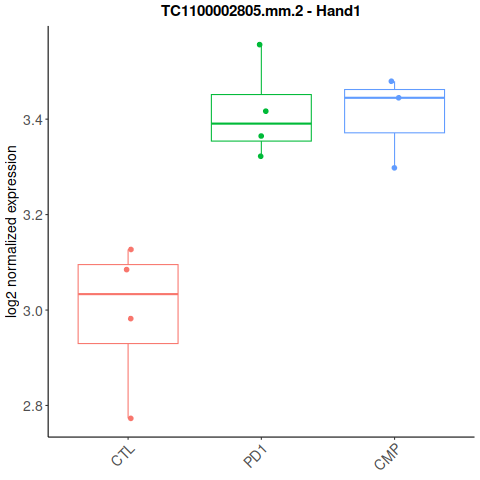 TC1100002805.mm.2 - Hand1
log2 normalized expression
3.4
3.2
3.0
2.8
CTL
PD1
CMP